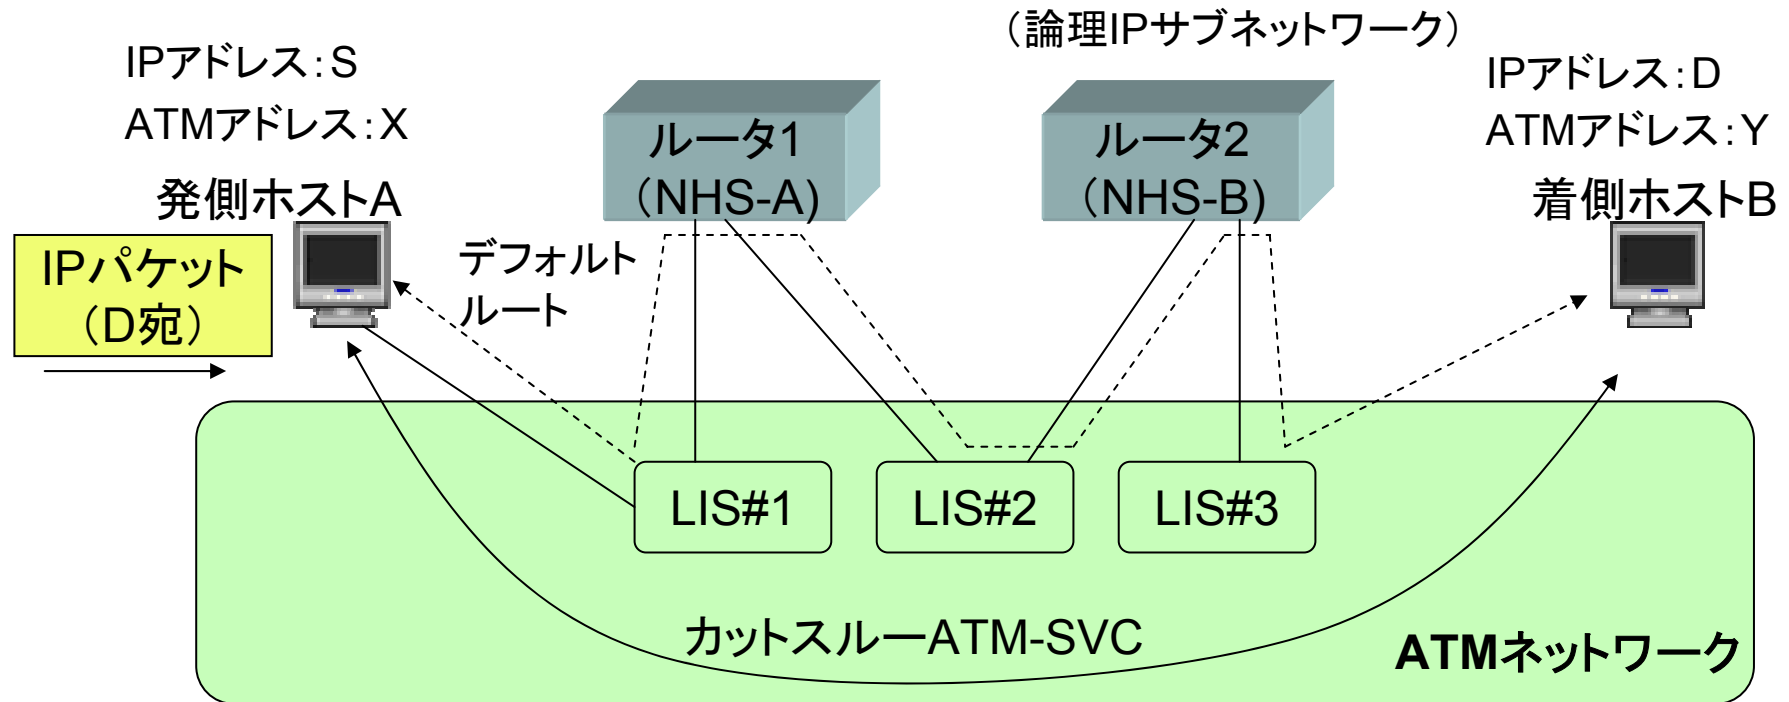 （論理IPサブネットワーク）
IPアドレス：S
ATMアドレス：X
発側ホストA
ルータ1
（NHS-A)
ルータ2
（NHS-B)
IPアドレス：D
ATMアドレス：Y
着側ホストB
IPパケット
（D宛）
デフォルト
ルート
LIS#1
LIS#2
LIS#3
カットスルーATM-SVC
ATMネットワーク